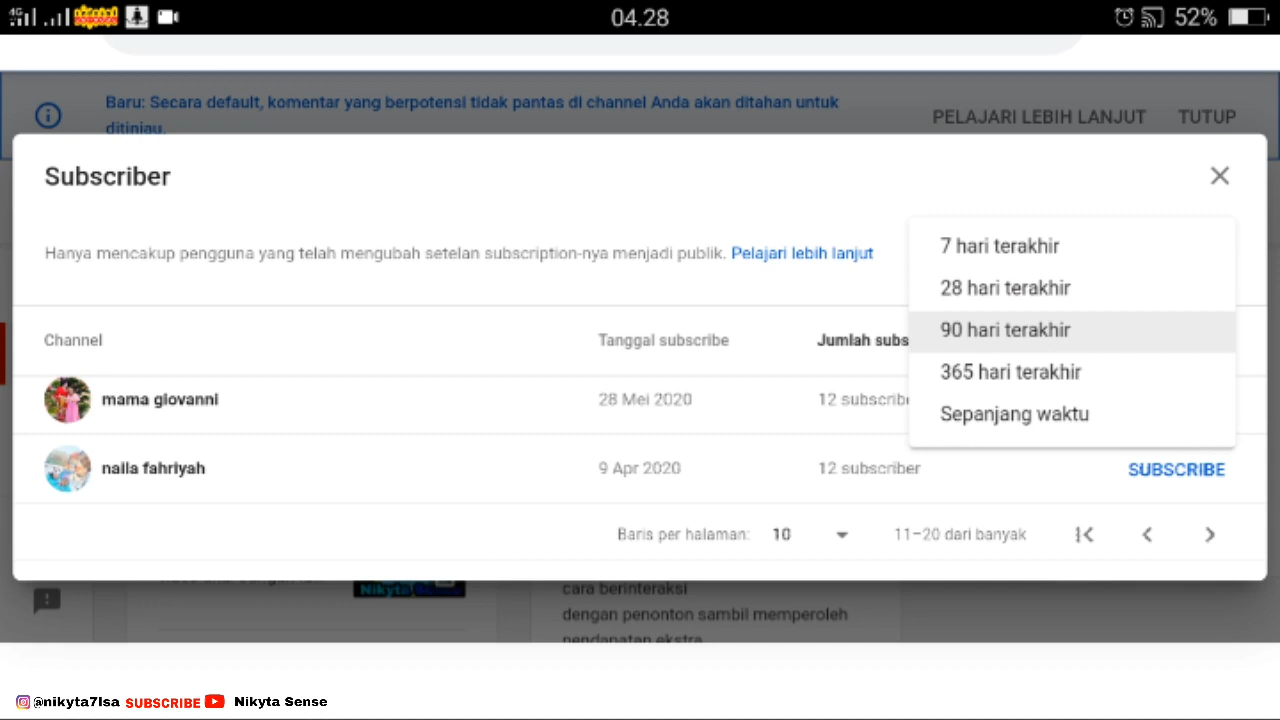 4G 04.28 52%
Baru: Secara default, komentar yang berpotensi tidak pantas di channel Anda akan ditahan untuk
ditinjau.
PELAJARI LEBIH LANJUT TUTUP
Subscriber
Hanya mencakup pengguna yang telah mengubah setelan subscription-nya menjadi publik. Pelajari lebih lanjut
7 hari terakhir
28 hari terakhir
90 hari terakhir
365 hari terakhir
Sepanjang waktu
Channel Tanggal subscribe Jumlah subs
mama giovanni 28 Mei 2020 12 subscribe
naila fahriyah 9 Apr 2020 12 subscriber SUBSCRIBE
Baris per halaman: 10 11–20 dari banyak
Nikyta
cara berinteraksi
dengan penonton sambil memperoleh
pendapatan ekstra
@nikyta7lsa SUBSCRIBE Nikyta Sense